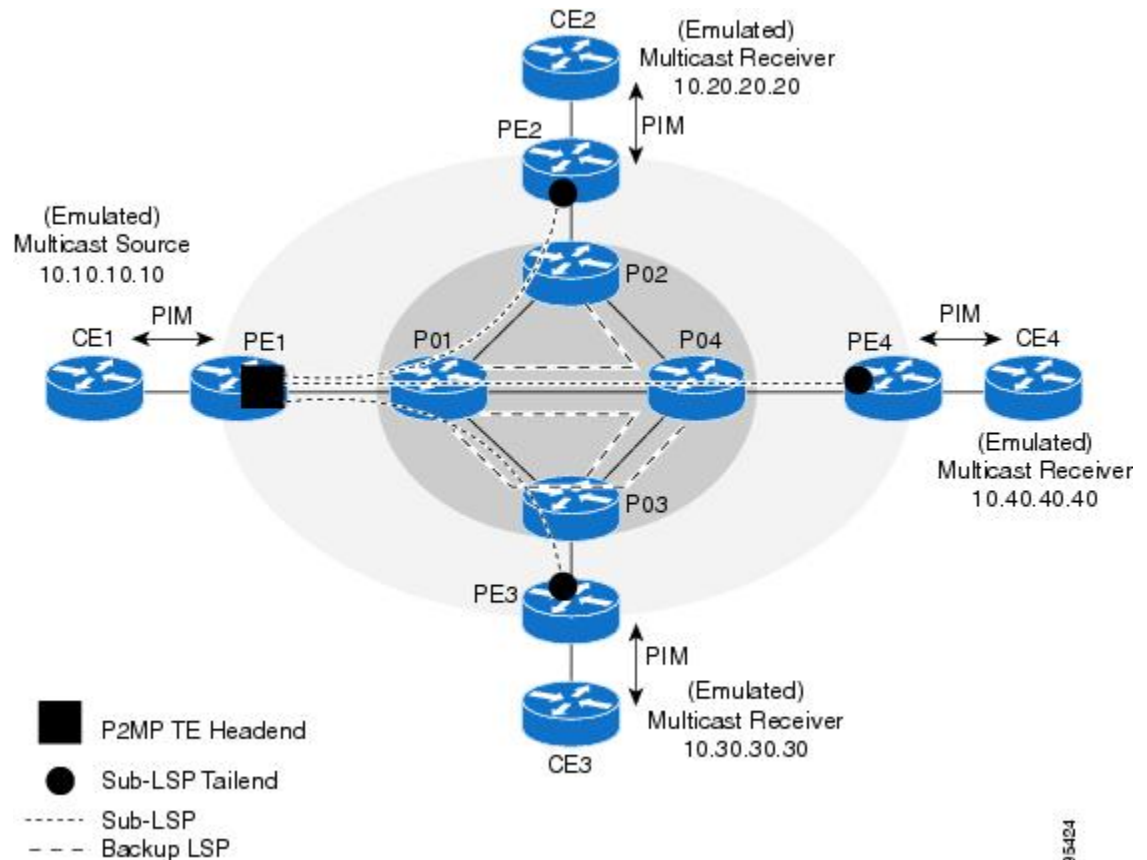 CE2
(Emulated)
Multicast Receiver
10.20.20.20
PE2
PIM
(Emulated)
Multicast Source
10.10.10.10
P02
PIM
CE1
PE1
P01
P04
PE4
PIM
CE4
(Emulated)
Multicast Receiver
10.40.40.40
P03
PE3
PIM
(Emulated)
Multicast Receiver
10.30.30.30
CE3
P2MP TE Headend
Sub-LSP Tailend
Sub-LSP
Backup LSP